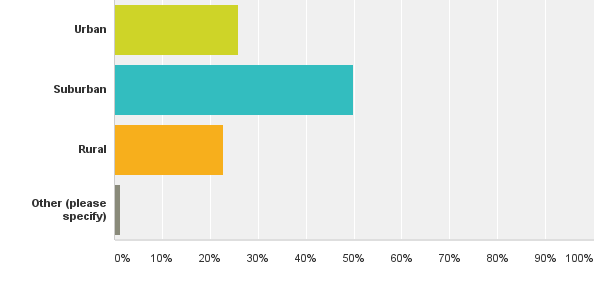 Urban
Suburban
Rural
Other (please
specify)
0% 10% 20% 30% 40% 50% 60% 70% 80% 90% 100%